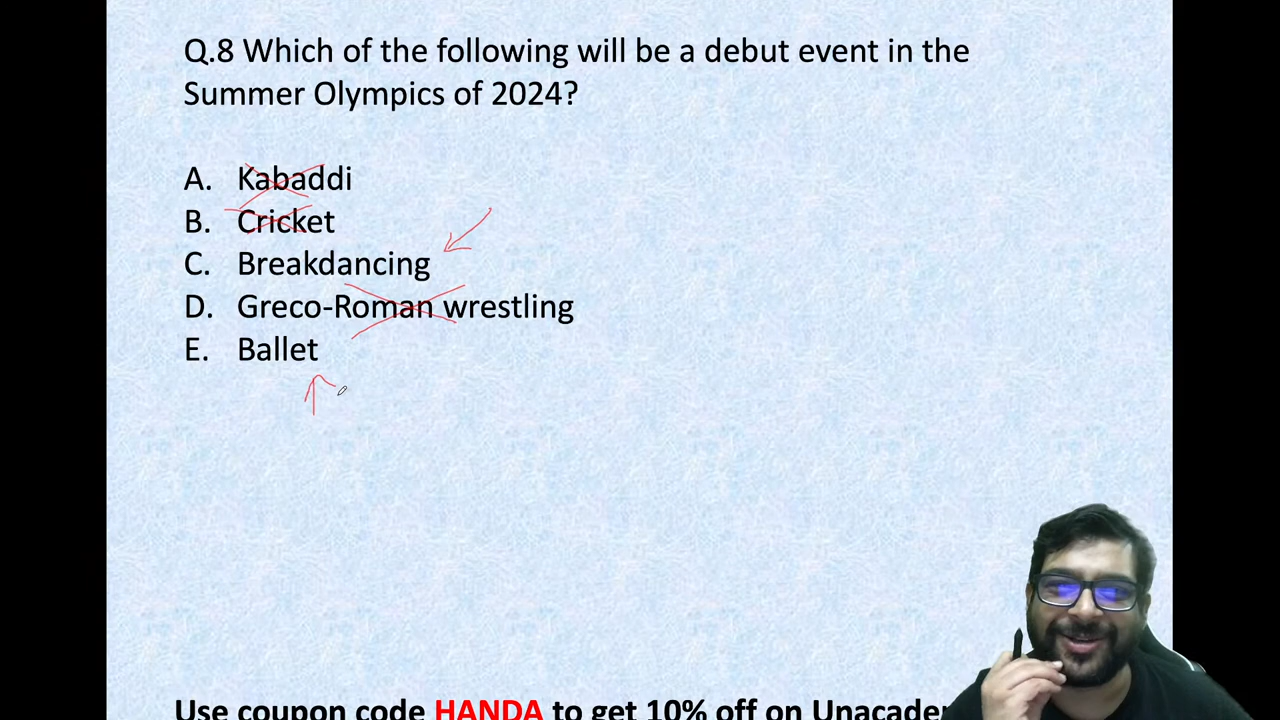 Q.8 Which of the following will be a debut event in the
Summer Olympics of 2024?
A. Kabaddi
B. Cricket
C. Breakdancing
D. Greco-Roman wrestling
E. Ballet
Use coupon code HANDA to get 10% off on